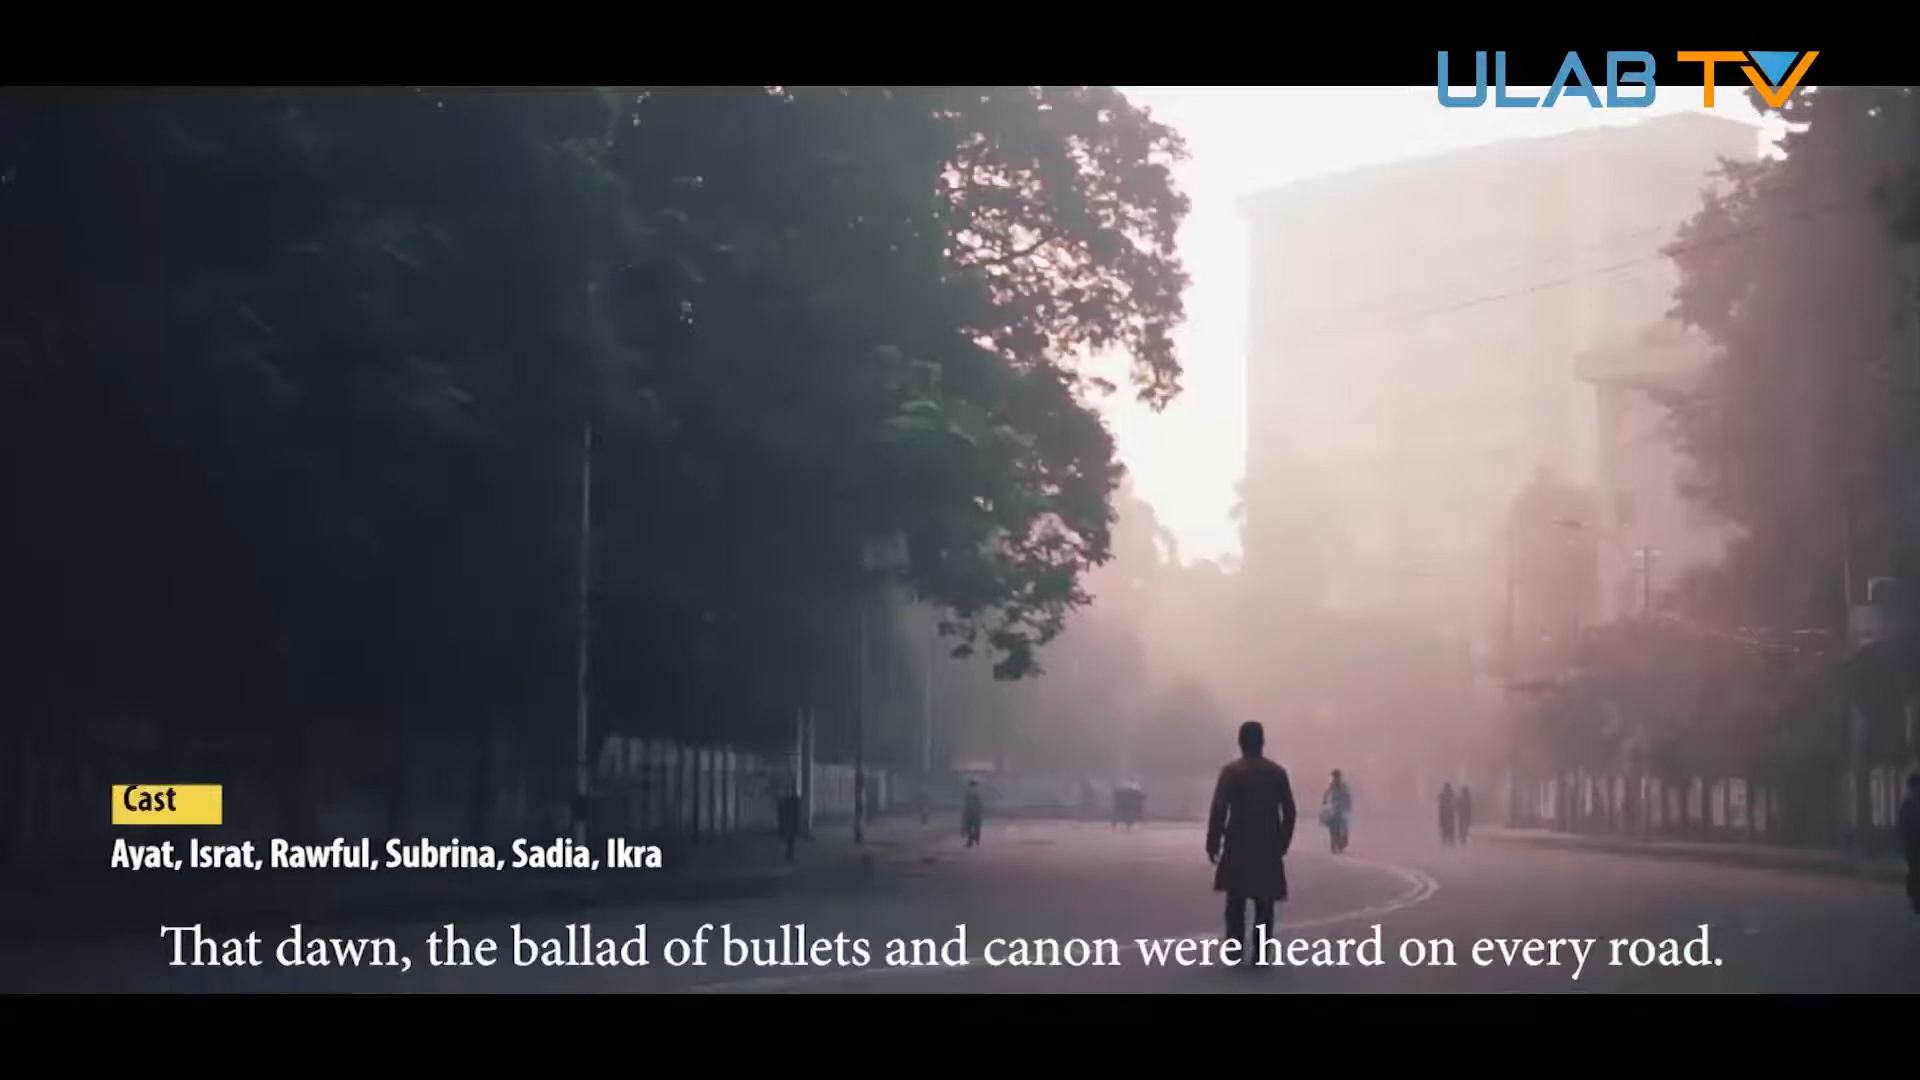 ULAB TV
Cast
Ayat, Israt, Rawful, Subrina, Sadia, Ikra
That dawn, the ballad of bullets and canon were heard on every road.